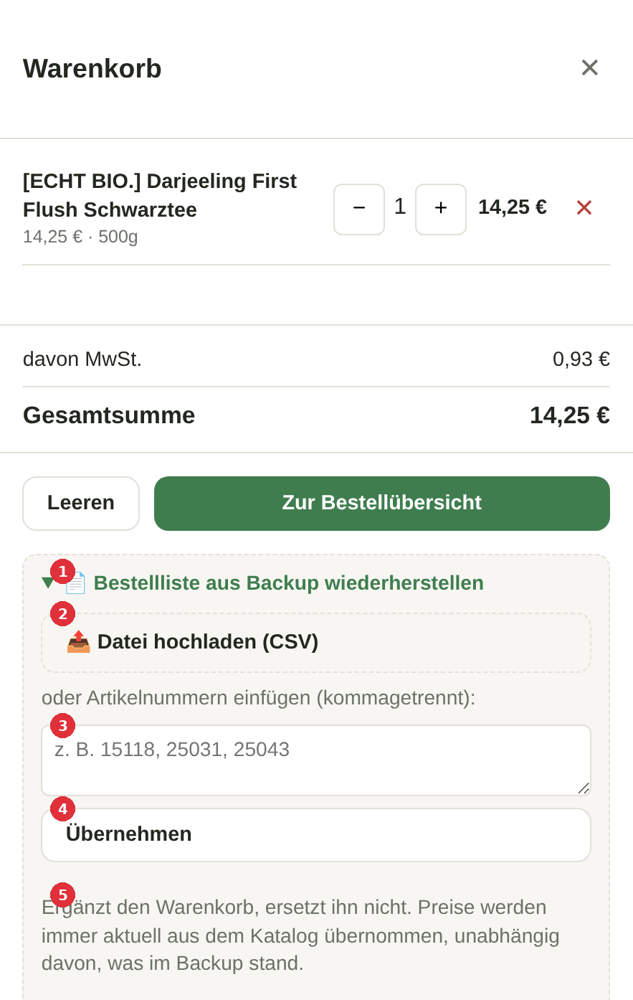 Warenkorb
[ECHT BIO.] Darjeeling First
Flush Schwarztee
14,25 € · 500g
− 1 + 14,25 € ✕
davon MwSt. 0,93 €
Gesamtsumme 14,25 €
Leeren Zur Bestellübersicht
1 Bestellliste aus Backup wiederherstellen
2
Datei hochladen (CSV)
oder Artikelnummern einfügen (kommagetrennt):
3
z. B. 15118, 25031, 25043
4
Übernehmen
5
Ergänzt den Warenkorb, ersetzt ihn nicht. Preise werden
immer aktuell aus dem Katalog übernommen, unabhängig
davon, was im Backup stand.